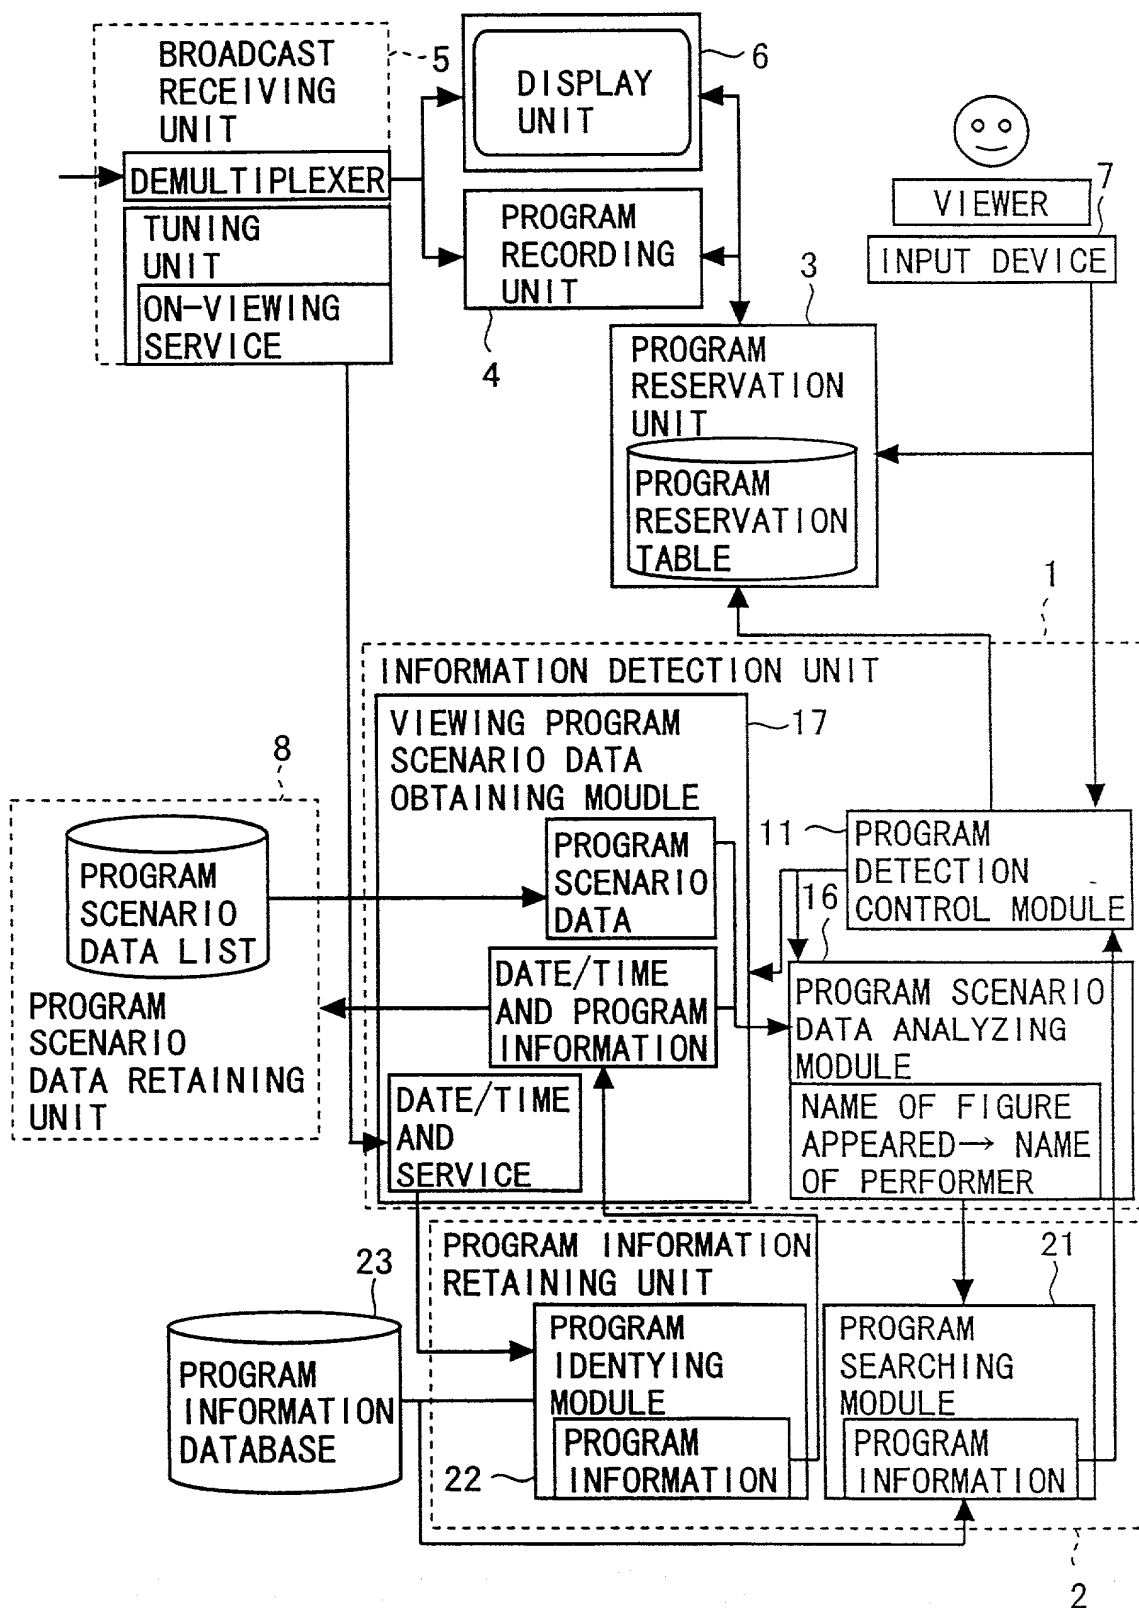 BROADCAST
RECEIVING
UNIT
5
DEMULTIPLEXER
TUNING
UNIT
ON-VIEWING
SERVICE
DISPLAY
UNIT
6
PROGRAM
RECORDING
UNIT
4
VIEWER
7
INPUT DEVICE
3
PROGRAM
RESERVATION
UNIT
PROGRAM
RESERVATION
TABLE
1
INFORMATION DETECTION UNIT
17
VIEWING PROGRAM
SCENARIO DATA
OBTAINING MOUDLE
PROGRAM
SCENARIO
DATA
DATE/TIME
AND PROGRAM
INFORMATION
DATE/TIME
AND
SERVICE
8
PROGRAM
SCENARIO
DATA LIST
PROGRAM
SCENARIO
DATA RETAINING
UNIT
11
PROGRAM
DETECTION
CONTROL MODULE
16
PROGRAM SCENARIO
DATA ANALYZING
MODULE
NAME OF FIGURE
APPEARED→ NAME
OF PERFORMER
PROGRAM INFORMATION
RETAINING UNIT
23
PROGRAM
INFORMATION
DATABASE
PROGRAM
IDENTYING
MODULE
PROGRAM
INFORMATION
22
21
PROGRAM
SEARCHING
MODULE
PROGRAM
INFORMATION
2